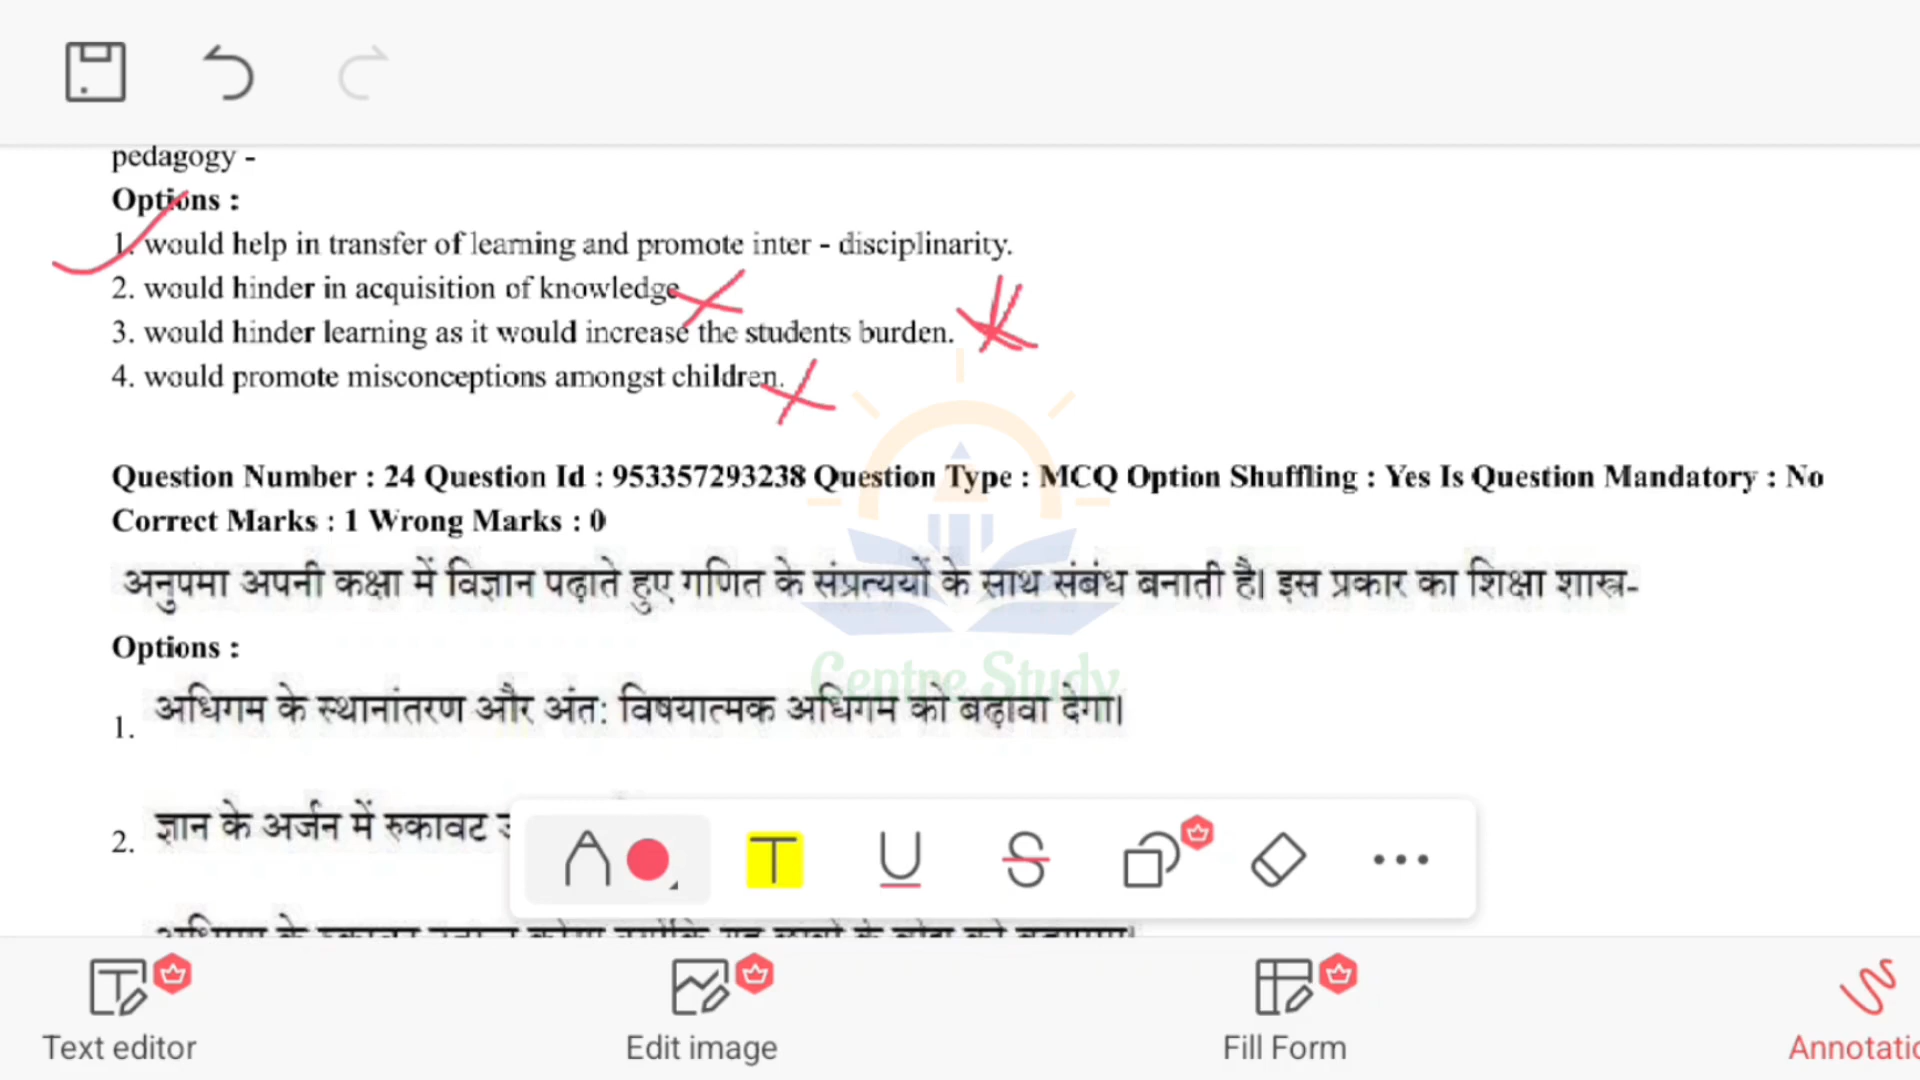 pedagogy -
Options :
1. would help in transfer of learning and promote inter - disciplinarity.
2. would hinder in acquisition of knowledge
3. would hinder learning as it would increase the students burden.
4. would promote misconceptions amongst children.
Question Number : 24 Question Id : 953357293238 Question Type : MCQ Option Shuffling : Yes Is Question Mandatory : No
Correct Marks : 1 Wrong Marks : 0
अनुपमा अपनी कक्षा में विज्ञान पढ़ाते हुए गणित के संप्रत्ययों के साथ संबंध बनाती है। इस प्रकार का शिक्षा शास्त्र-
Options :
Centre Study
1. अधिगम के स्थानांतरण और अंत: विषयात्मक अधिगम को बढ़ावा देगा।
2. ज्ञान के अर्जन में रुकावट
Text editor
Edit image
Fill Form
Annotatio